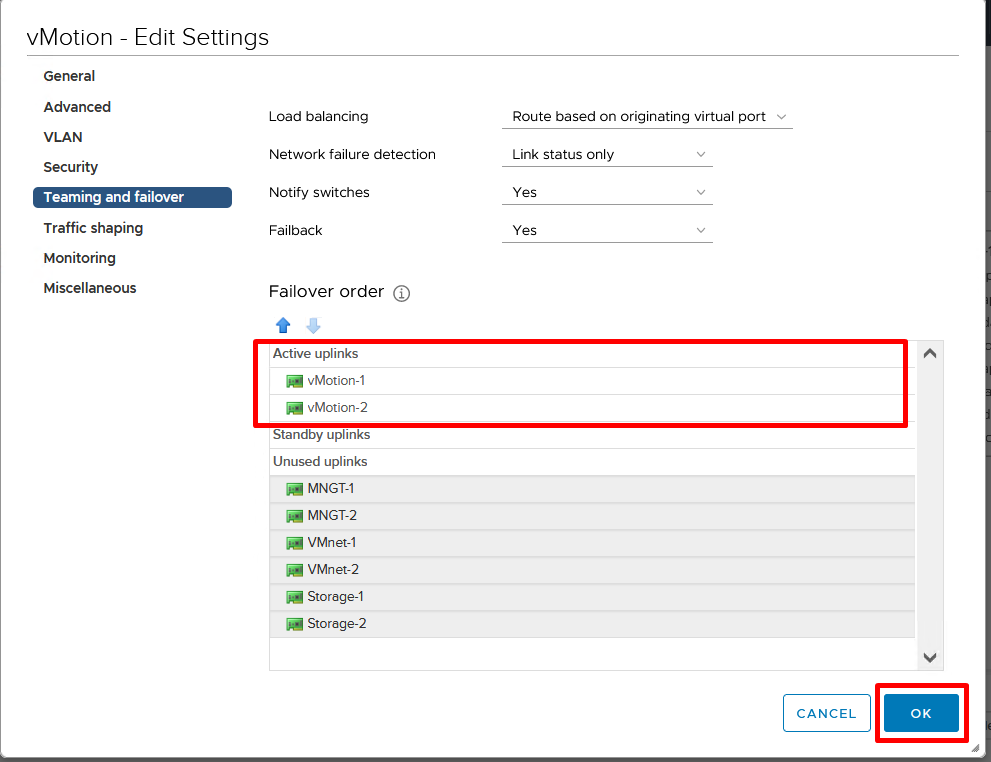 vMotion - Edit Settings
General
Advanced
VLAN
Security
Teaming and failover
Traffic shaping
Monitoring
Miscellaneous
Load balancing Route based on originating virtual port
Network failure detection Link status only
Notify switches Yes
Failback Yes
Failover order
Active uplinks
vMotion-1
vMotion-2
Standby uplinks
Unused uplinks
MNGT-1
MNGT-2
VMnet-1
VMnet-2
Storage-1
Storage-2
CANCEL OK